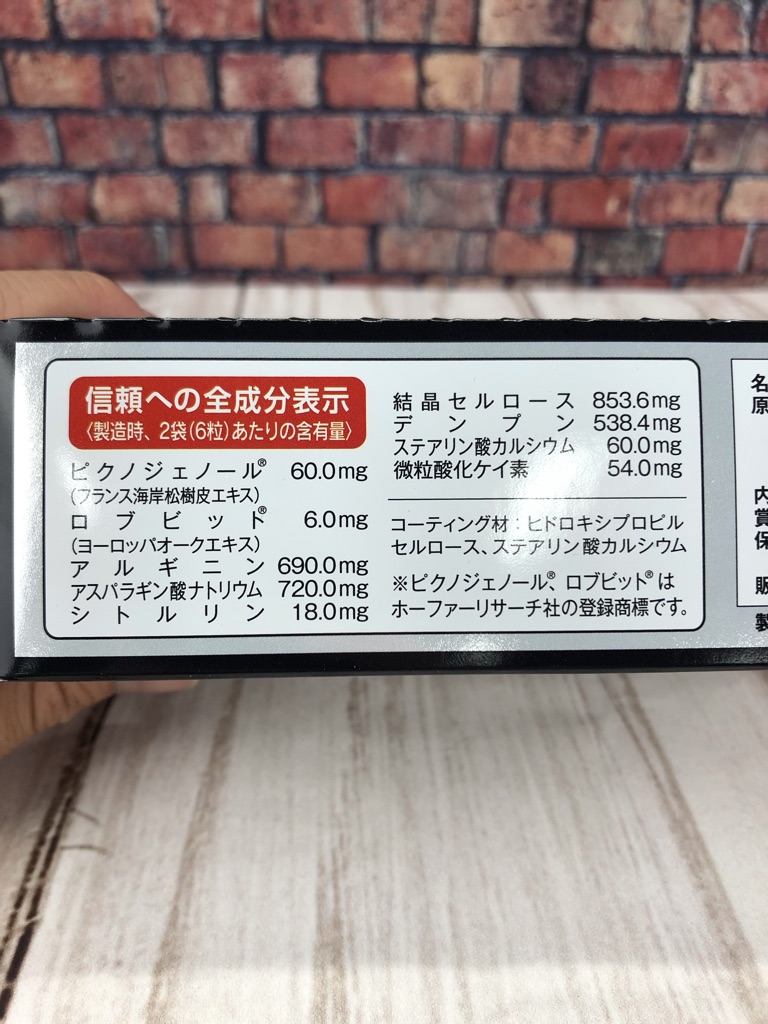 信頼への全成分表示
〈製造時、2袋(6粒)あたりの含有量〉
ピクノジェノール® 60.0mg
(フランス海岸松樹皮エキス)
ロブビット® 6.0mg
(ヨーロッパオークエキス)
アルギニン 690.0mg
アスパラギン酸ナトリウム 720.0mg
シトルリン 18.0mg
結晶セルロース 853.6mg
デンプン 538.4mg
ステアリン酸カルシウム 60.0mg
微粒酸化ケイ素 54.0mg
コーティング材：ヒドロキシプロピル
セルロース、ステアリン酸カルシウム
※ピクノジェノール®、ロブビット®は
ホーファーリサーチ社の登録商標です。
名
原
内
賞
保
販
製